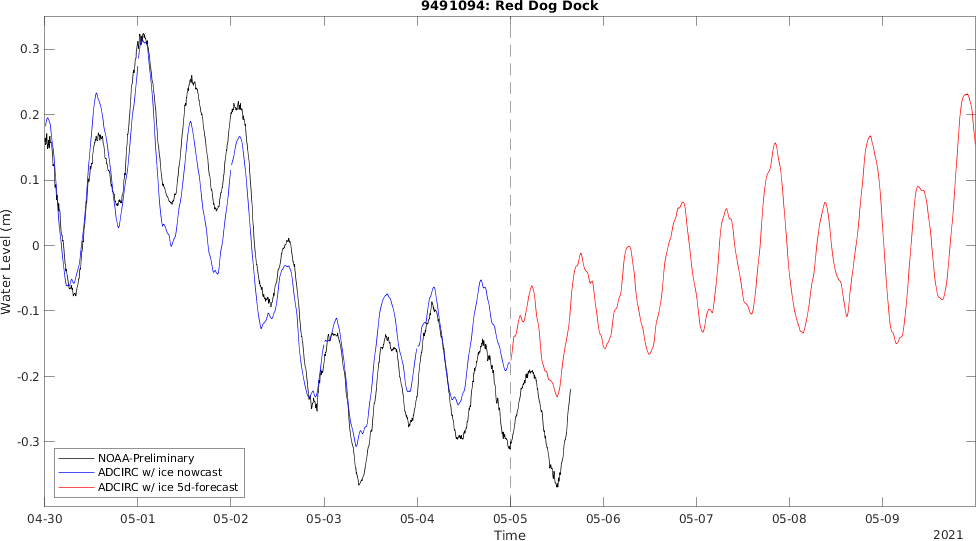 9491094: Red Dog Dock
0.3
0.2
0.1
0
-0.1
-0.2
-0.3
Water Level (m)
NOAA-Preliminary
ADCIRC w/ ice nowcast
ADCIRC w/ ice 5d-forecast
04-30 05-01 05-02 05-03 05-04 05-05 05-06 05-07 05-08 05-09
Time
2021